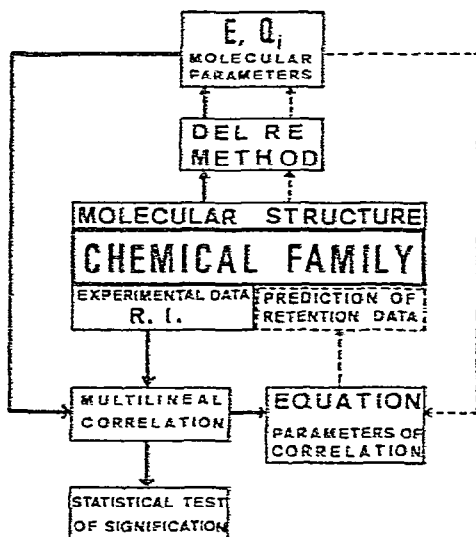 E, Qi
MOLECULAR
PARAMETERS
DEL RE
METHOD
MOLECULAR STRUCTURE
CHEMICAL FAMILY
EXPERIMENTAL DATA
R. I.
PREDICTION OF
RETENTION DATA
MULTILINEAL
CORRELATION
EQUATION
PARAMETERS OF
CORRELATION
STATISTICAL TEST
OF SIGNIFICATION